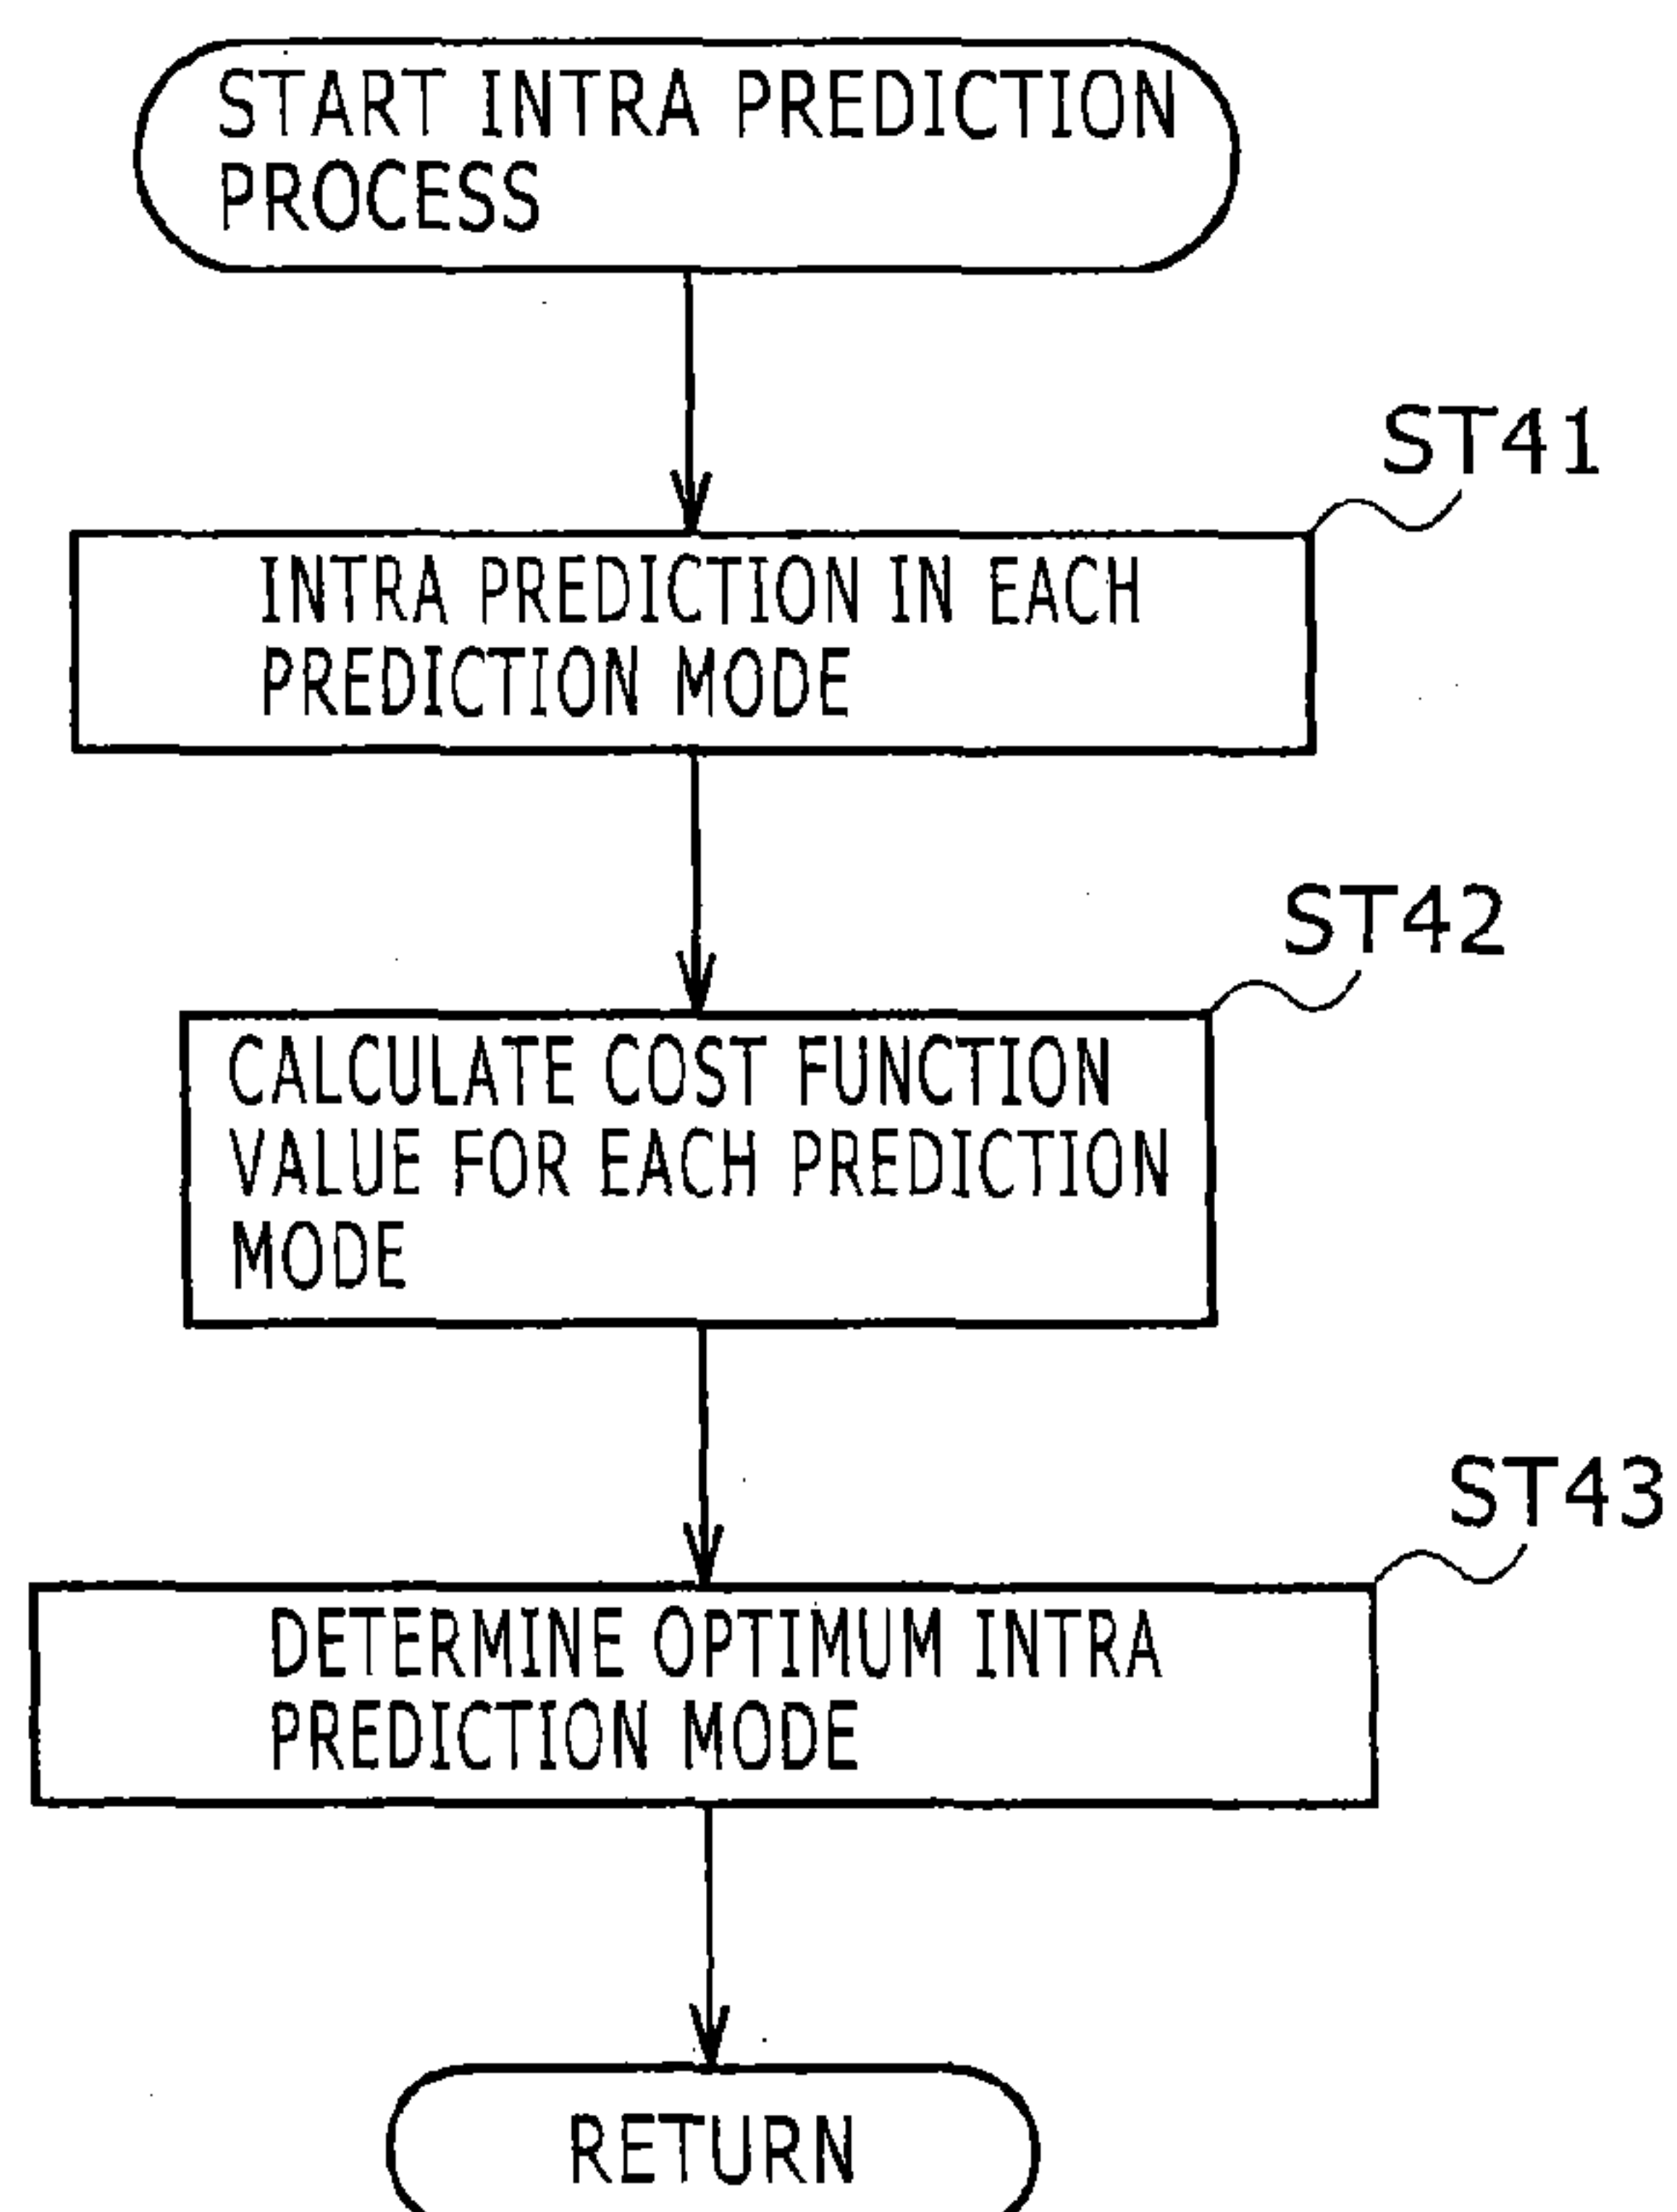 START INTRA PREDICTION
PROCESS
ST41
INTRA PREDICTION IN EACH
PREDICTION MODE
ST42
CALCULATE COST FUNCTION
VALUE FOR EACH PREDICTION
MODE
ST43
DETERMINE OPTIMUM INTRA
PREDICTION MODE
RETURN